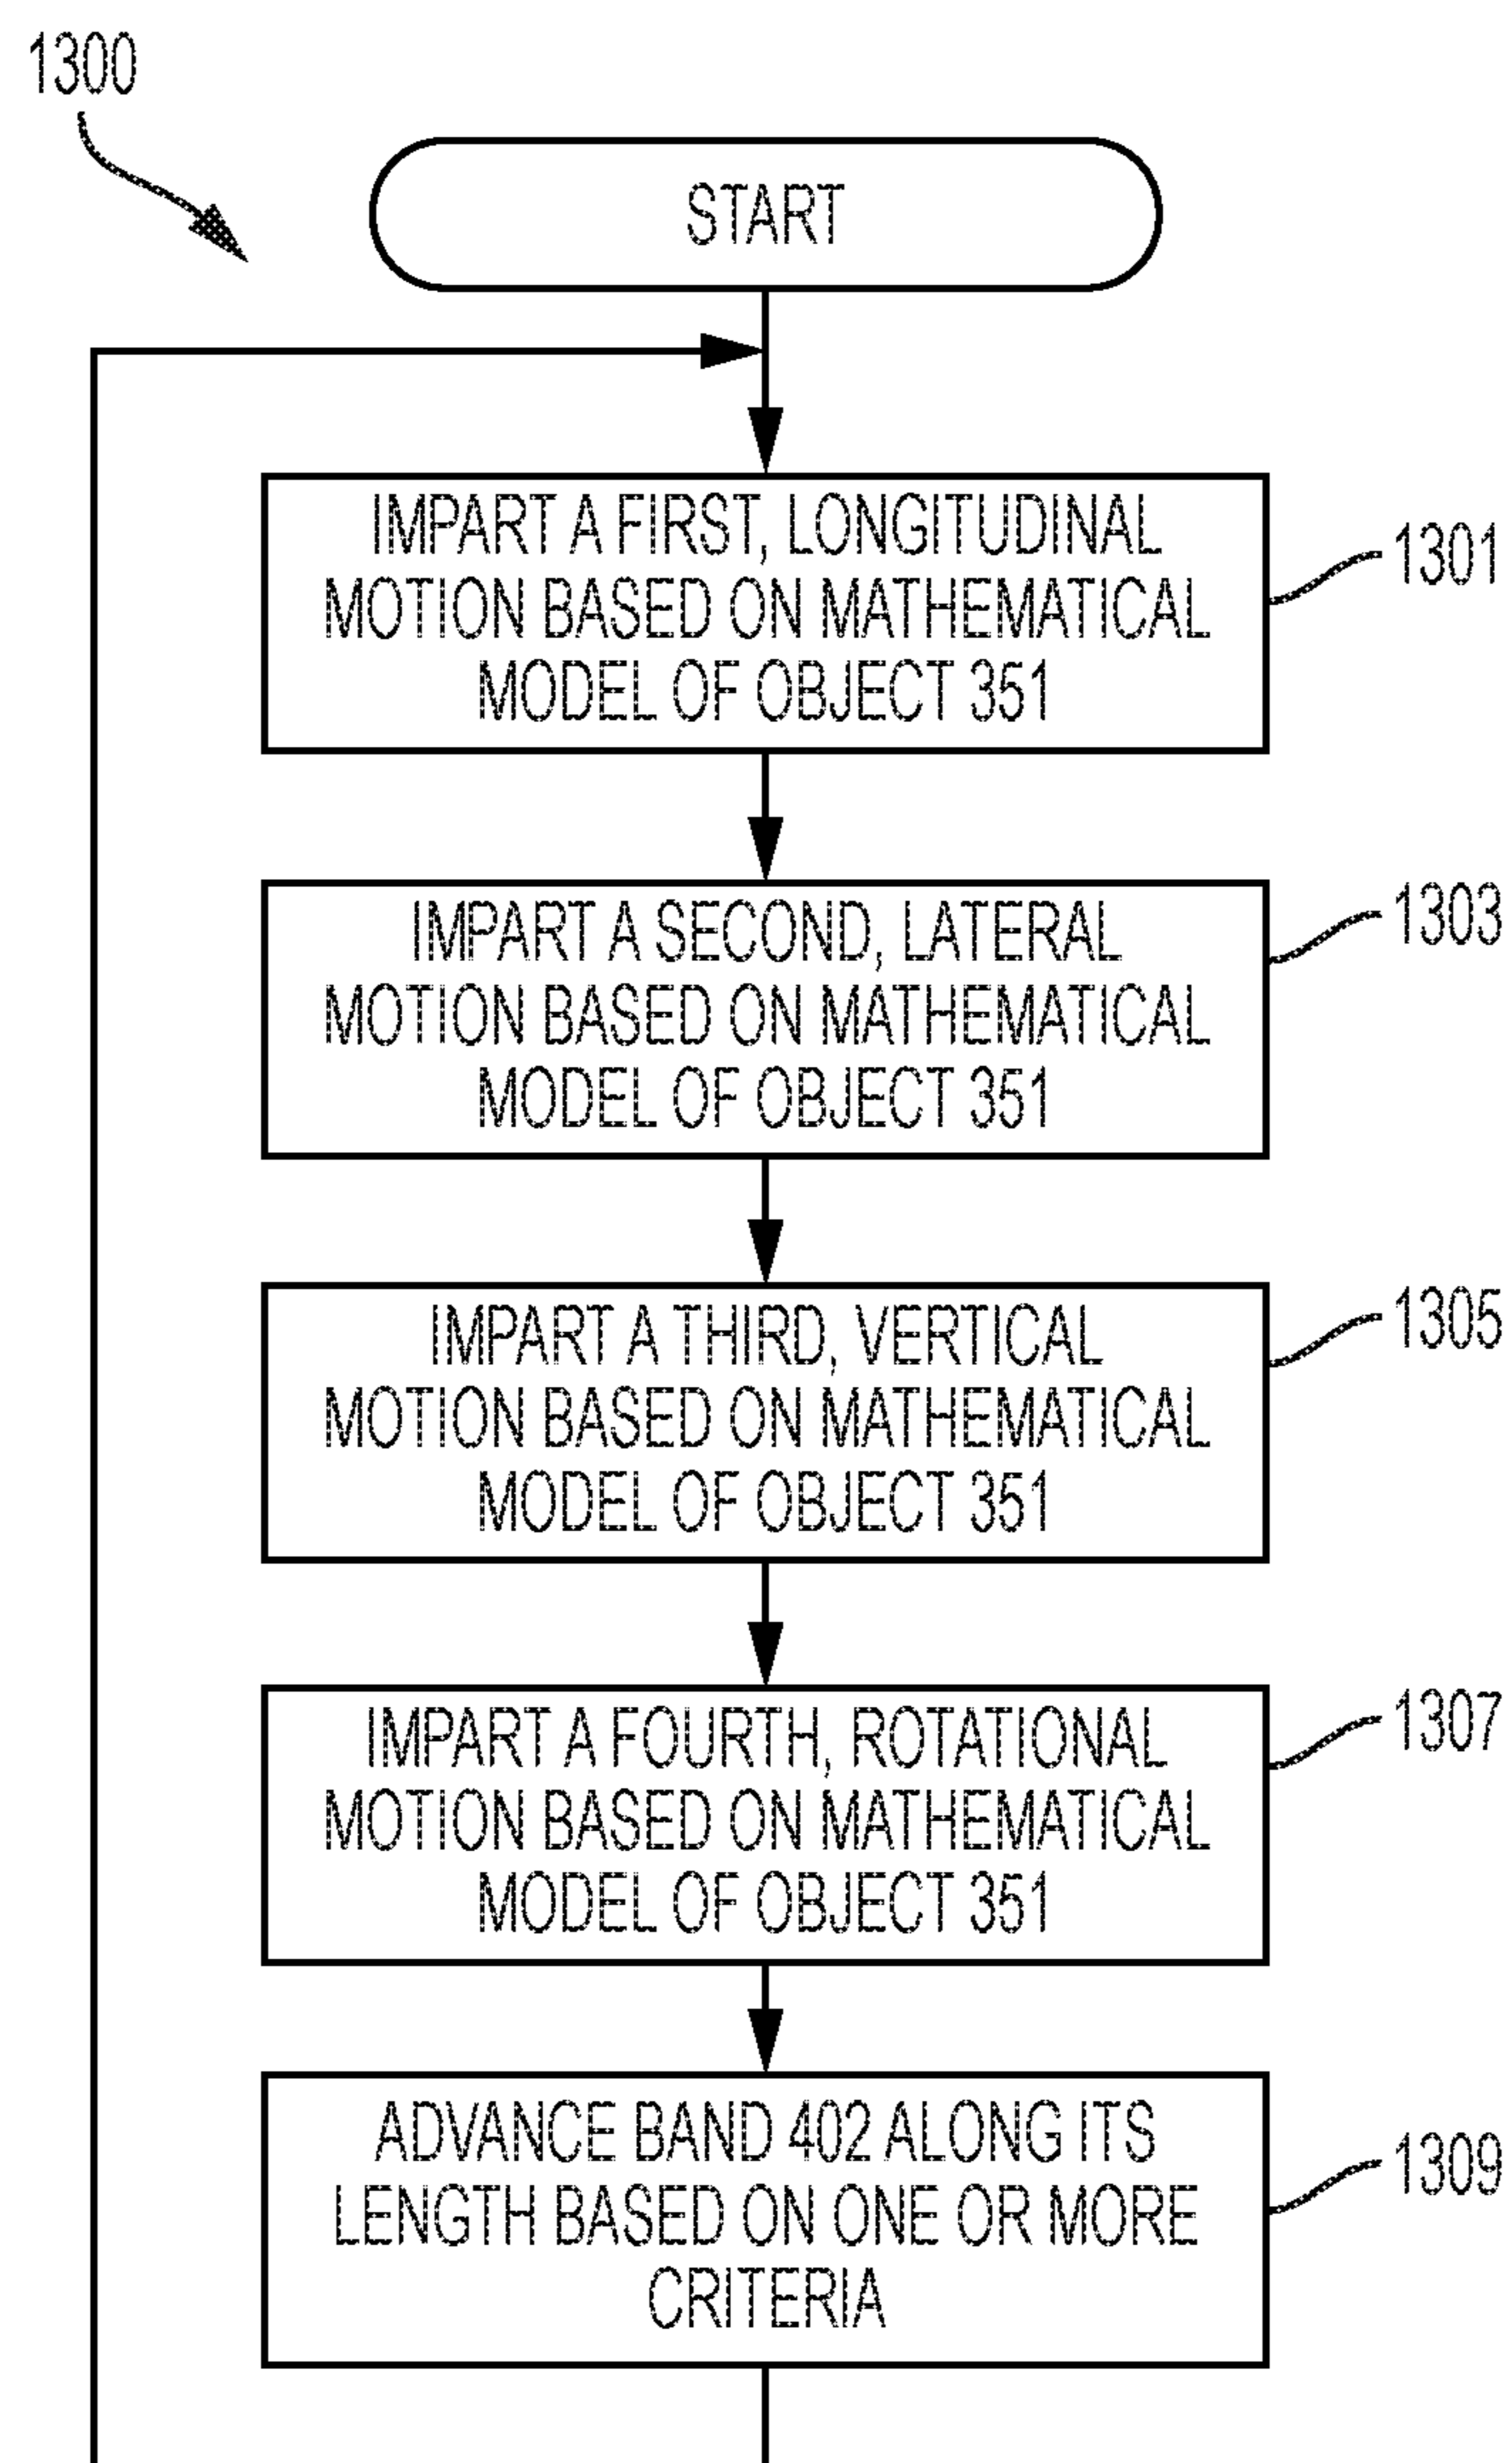 1300
START
IMPART A FIRST, LONGITUDINAL
MOTION BASED ON MATHEMATICAL
MODEL OF OBJECT 351
1301
IMPART A SECOND, LATERAL
MOTION BASED ON MATHEMATICAL
MODEL OF OBJECT 351
1303
IMPART A THIRD, VERTICAL
MOTION BASED ON MATHEMATICAL
MODEL OF OBJECT 351
1305
IMPART A FOURTH, ROTATIONAL
MOTION BASED ON MATHEMATICAL
MODEL OF OBJECT 351
1307
ADVANCE BAND 402 ALONG ITS
LENGTH BASED ON ONE OR MORE
CRITERIA
1309